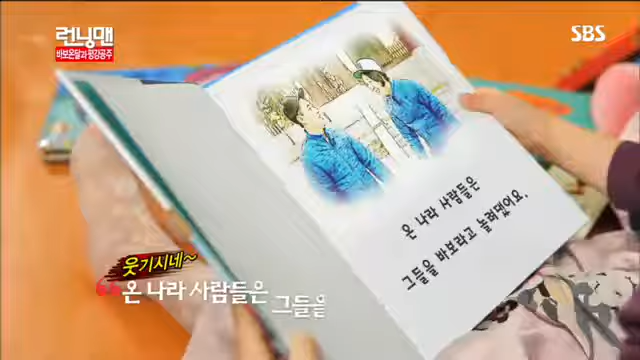 런닝맨
바보온달과 평강공주
SBS
온 나라 사람들은
그들을 바보라고 놀려댔어요.
웃기시네~
온 나라 사람들은 그들을